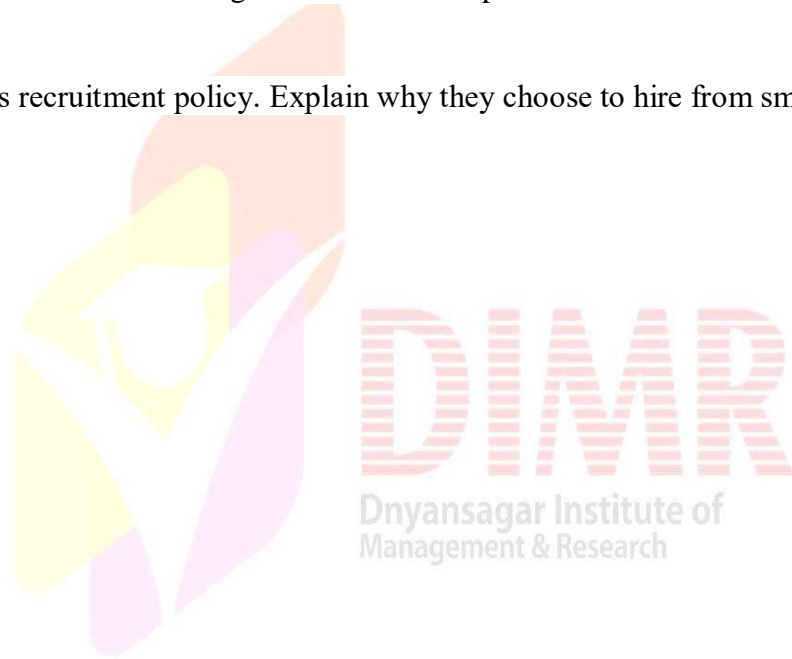 s recruitment policy. Explain why they choose to hire from sm
DIMR
Dnyansagar Institute of
Management & Research